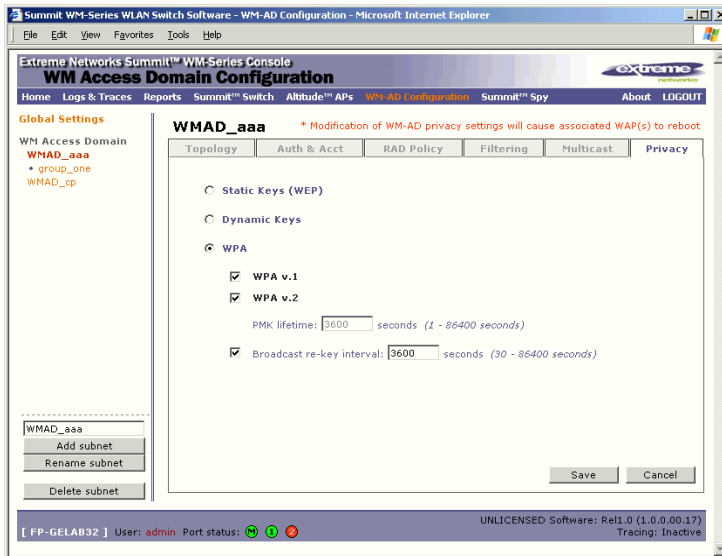 Summit WM-Series WLAN Switch Software - WM-AD Configuration - Microsoft Internet Explorer
File Edit View Favorites Tools Help
Extreme Networks Summit™ WM-Series Console
WM Access Domain Configuration
extreme
networks
Home Logs & Traces Reports Summit™ Switch Altitude™ APs WM-AD Configuration Summit™ Spy About LOGOUT
Global Settings
WM Access Domain
WMAD_aaa
• group_one
WMAD_cp
WMAD_aaa * Modification of WM-AD privacy settings will cause associated WAP(s) to reboot
Topology Auth & Acct RAD Policy Filtering Multicast Privacy
Static Keys (WEP)
Dynamic Keys
WPA
WPA v.1
WPA v.2
PMK lifetime: 3600 seconds (1 - 86400 seconds)
Broadcast re-key interval: 3600 seconds (30 - 86400 seconds)
WMAD_aaa
Add subnet
Rename subnet
Delete subnet
Save Cancel
[ FP-GELAB32 ] User: admin Port status: M 1 2
UNLICENSED Software: Rel1.0 (1.0.0.00.17)
Tracing: Inactive